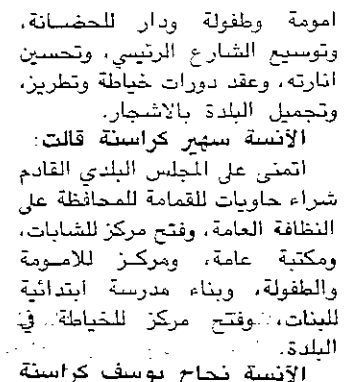 امومة وطفولة ودار للحضانة،
وتوسيع الشارع الرئيسي، وتحسين
انارته، وعقد دورات خياطة وتطريز،
وتجميل البلدة بالاشجار.
الآنسة سهير كراسنة قالت:
اتمنى على المجلس البلدي القادم
شراء حاويات للقمامة للمحافظة على
النظافة العامة، وفتح مركز للشابات،
ومكتبة عامة، ومركز للامومة
والطفولة، وبناء مدرسة ابتدائية
للبنات، وفتح مركز للخياطة في
البلدة.
الآنسة نجاح يوسف كراسنة